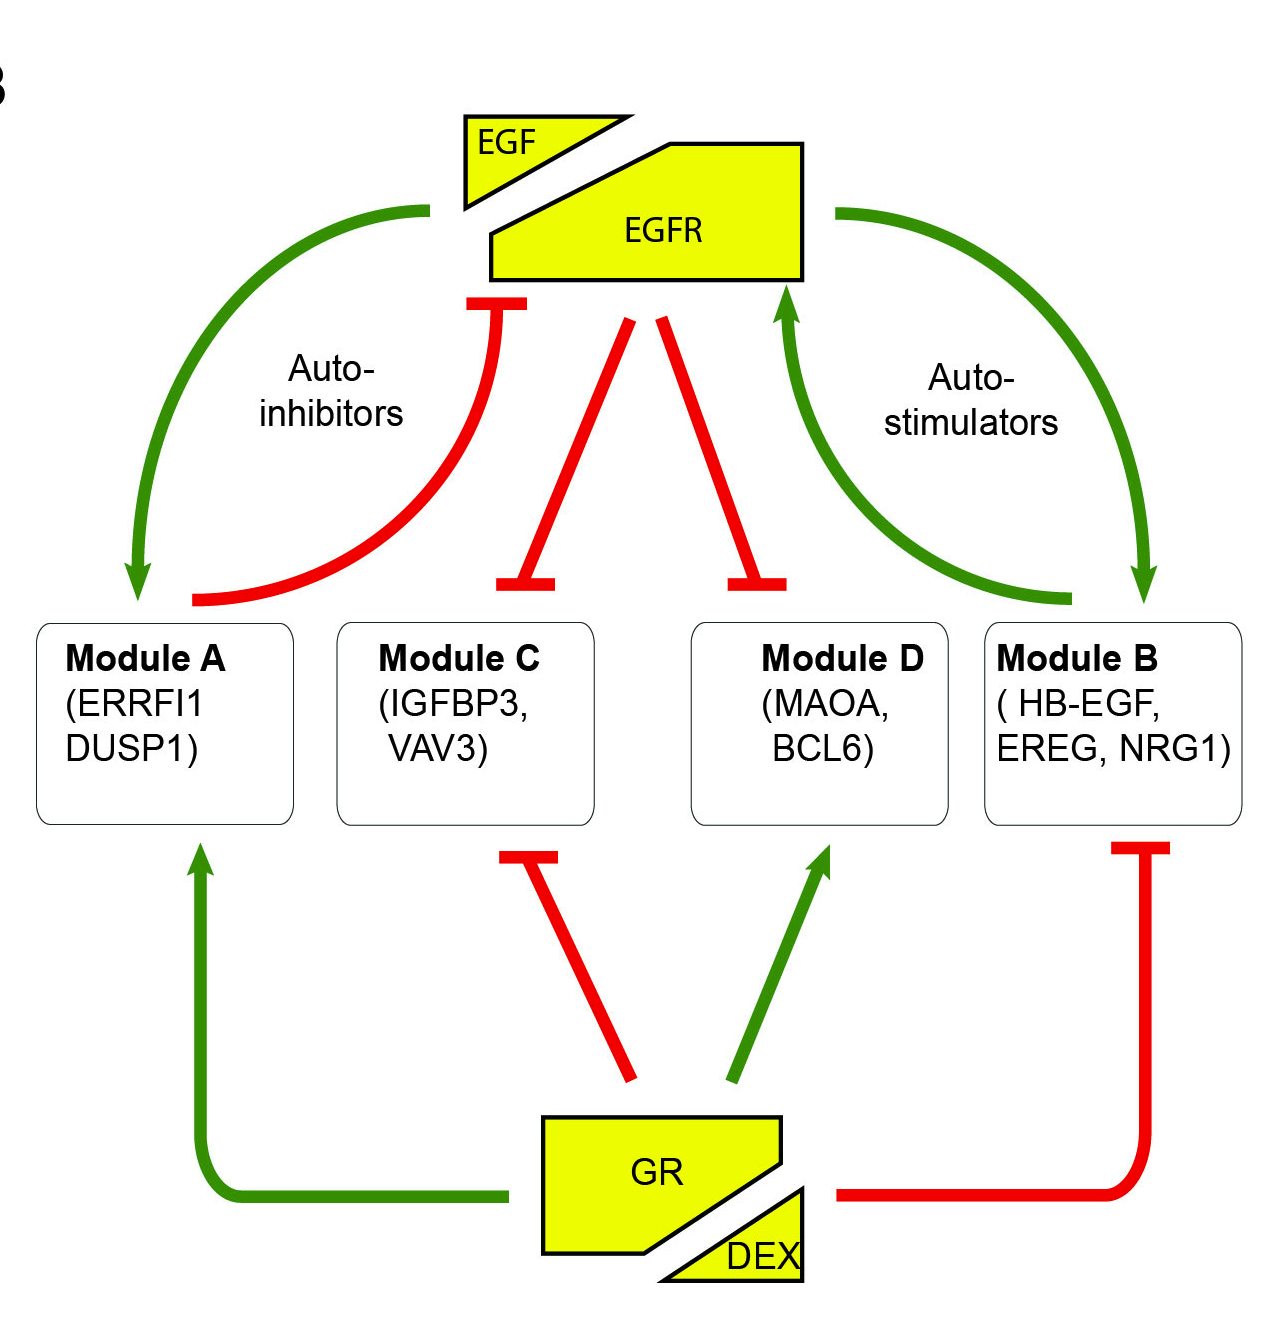 B
EGF
EGFR
Auto-
inhibitors
Auto-
stimulators
Module A
(ERRFI1
DUSP1)
Module C
(IGFBP3,
VAV3)
Module D
(MAOA,
BCL6)
Module B
( HB-EGF,
EREG, NRG1)
GR
DEX